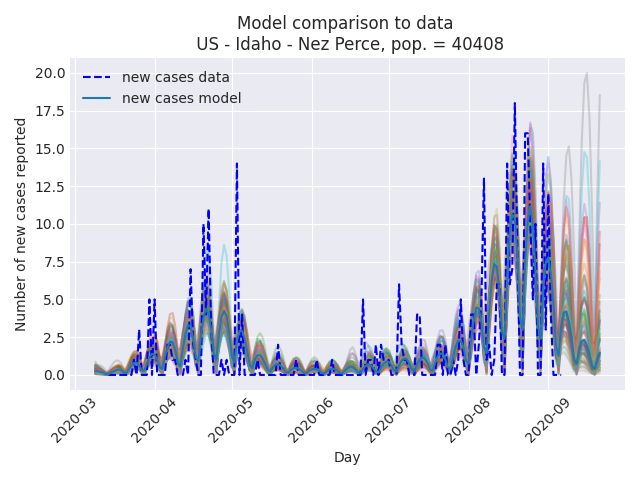 Model comparison to data
US - Idaho - Nez Perce, pop. = 40408
new cases data
new cases model
Number of new cases reported
20.0
17.5
15.0
12.5
10.0
7.5
5.0
2.5
0.0
2020-03
2020-04
2020-05
2020-06
2020-07
2020-08
2020-09
Day